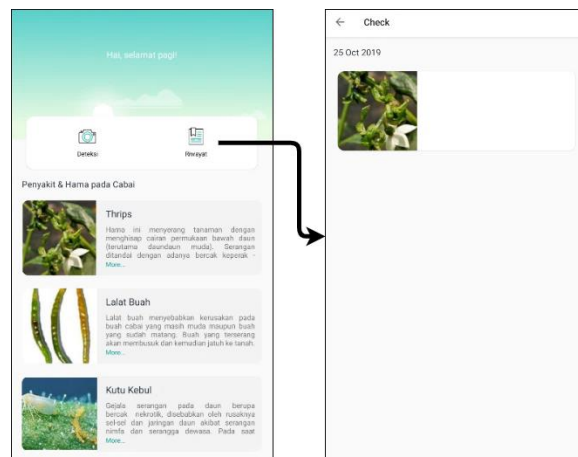 Hai, selamat pagi!
Deteksi
Riwayat
Penyakit & Hama pada Cabai
Thrips
Hama ini menyerang tanaman dengan
menghisap cairan permukaan bawah daun
(terutama daundaun muda). Serangan
ditandai dengan adanya bercak keperak -
More...
Lalat Buah
Lalat buah menyebabkan kerusakan pada
buah cabai yang masih muda maupun buah
yang sudah matang. Buah yang terserang
akan membusuk dan kemadian jatuh ke tanah.
More...
Kutu Kebul
Gejala serangan pada daun berupa
bercak nekrotik, disebabkan oleh rusaknya
sel-sel dan jaringan daun akibat serangan
nimfa dan serangga dewasa. Pada saat
More...
Check
25 Oct 2019